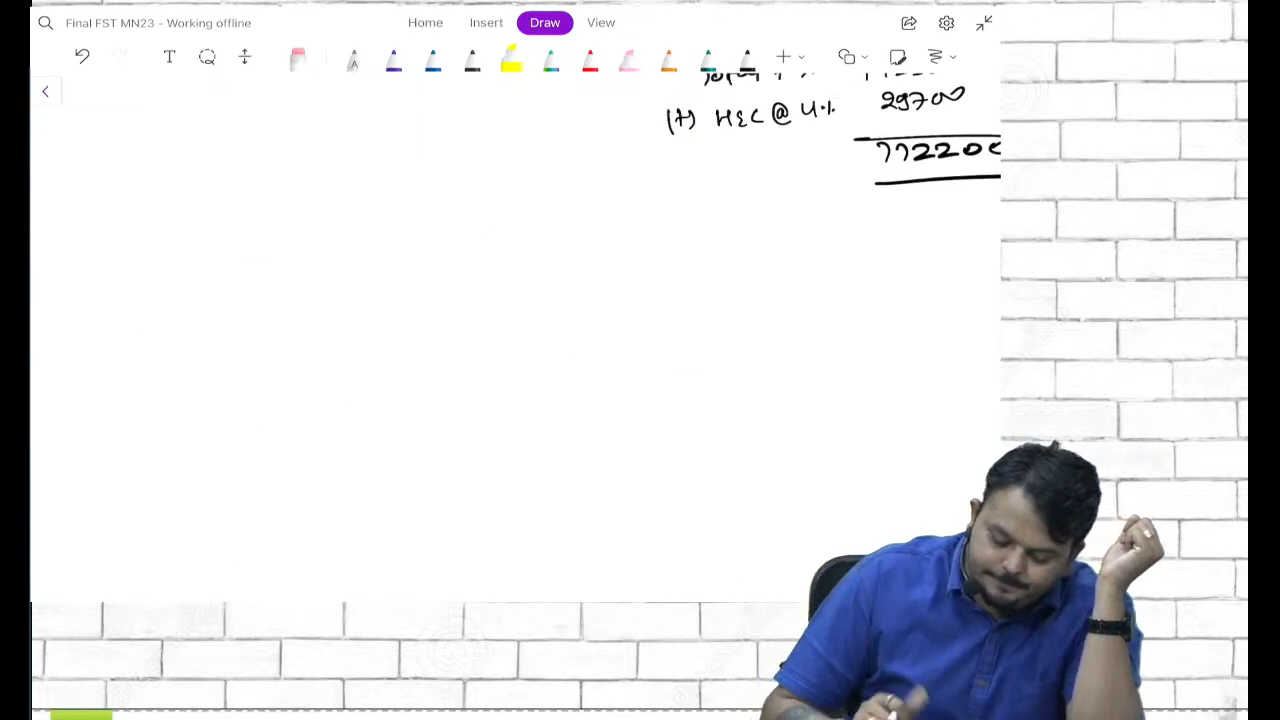 Final FST MN23 - Working offline
Home Insert Draw View
T
A
29700
(+) H&C @ 4%
772200